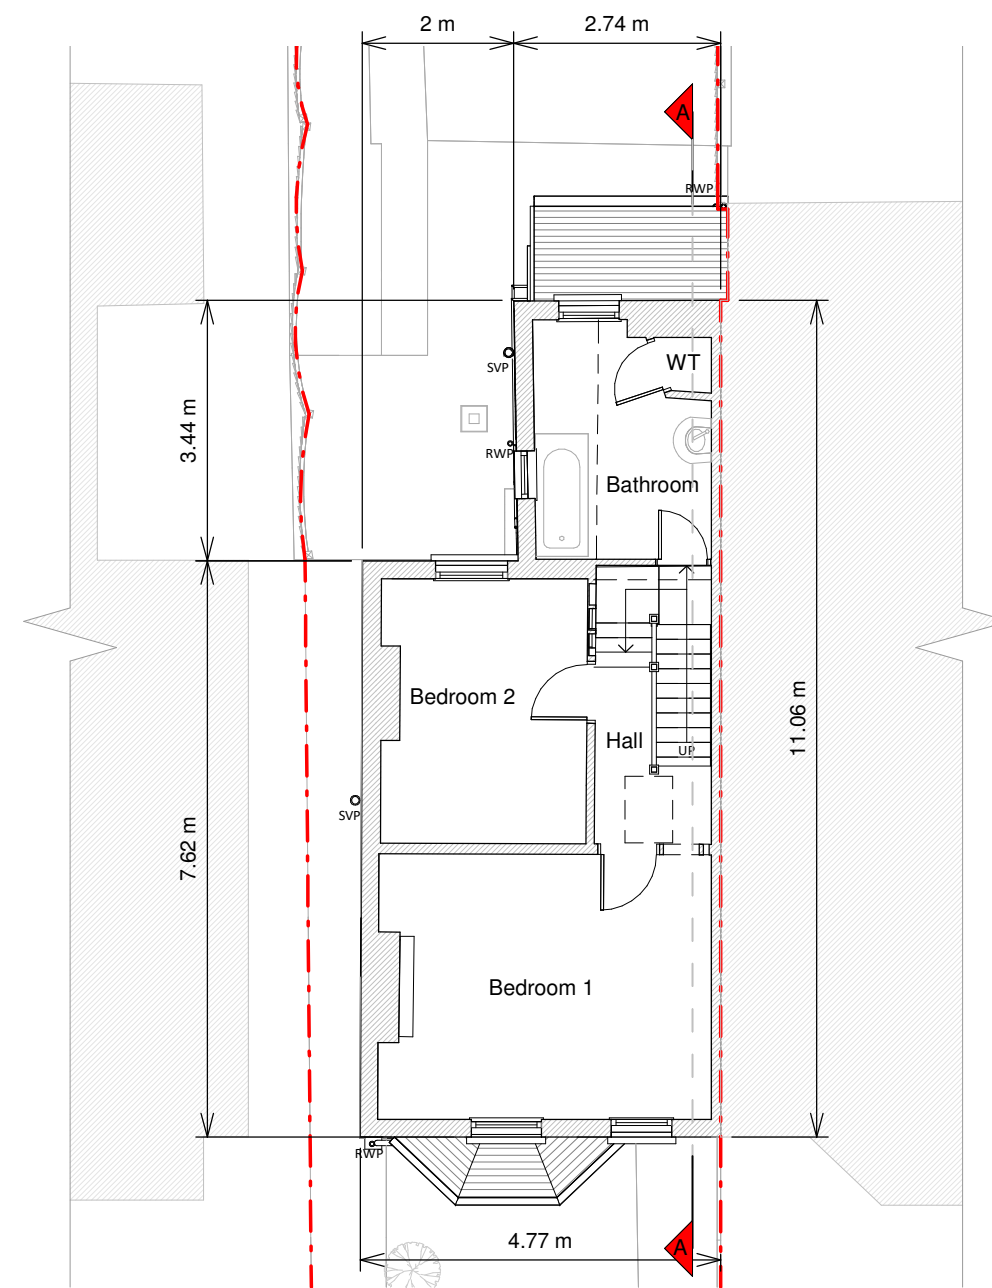 2 m
2.74 m
A
RWP
WT
SVP
3.44 m
RWP
Bathroom
Bedroom 2
Hall
11.06 m
UP
SVP
7.62 m
Bedroom 1
RWP
4.77 m
A